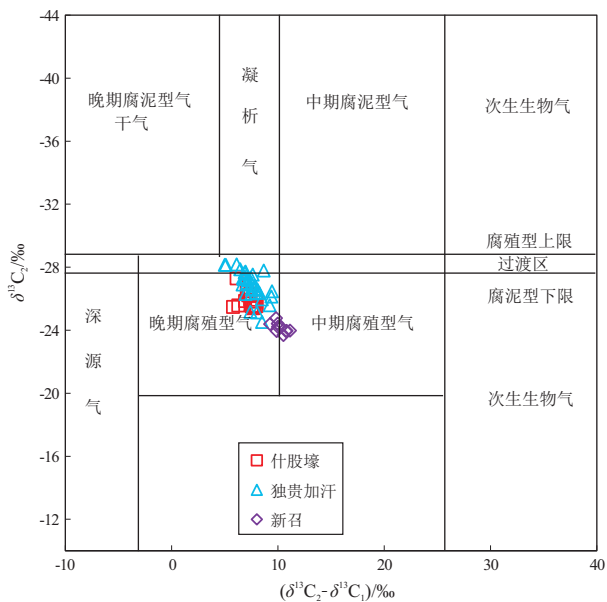 -44
-40
-36
-32
-28
-24
-20
-16
-12
δ¹³C₂/‰
晚期腐泥型气
干气
凝
析
气
中期腐泥型气
次生生物气
腐殖型上限
过渡区
腐泥型下限
深
源
气
晚期腐殖型气
中期腐殖型气
次生生物气
什股壕
独贵加汗
新召
-10
0
10
20
30
40
(δ¹³C₂-δ¹³C₁)/‰